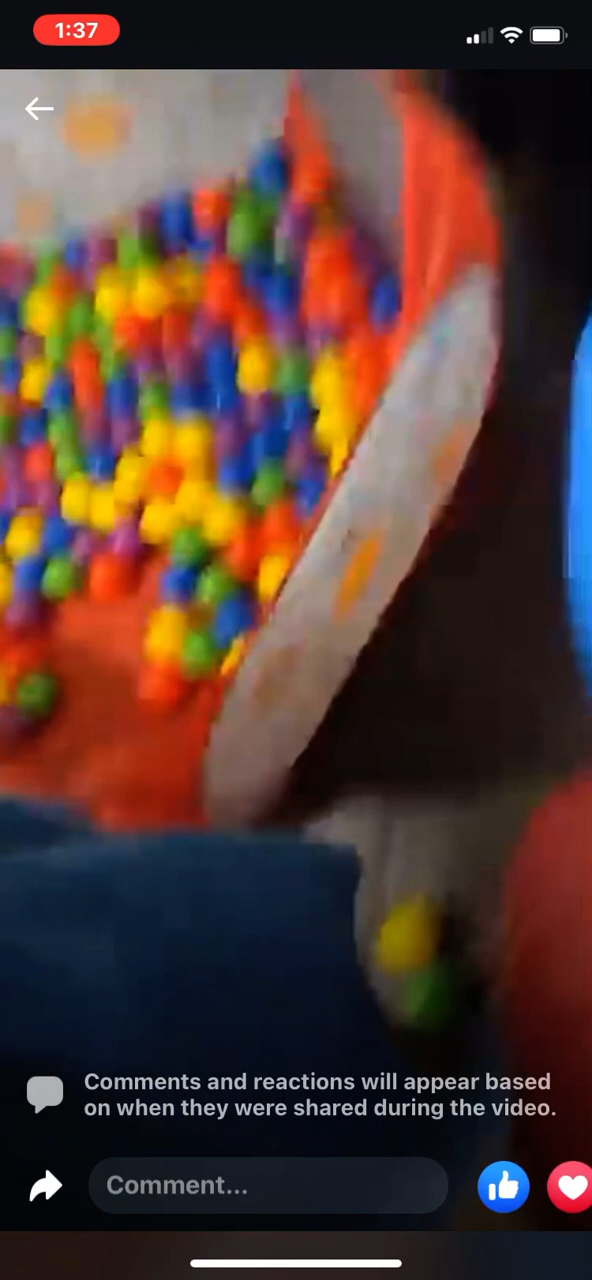 1:37
Comments and reactions will appear based
on when they were shared during the video.
Comment...